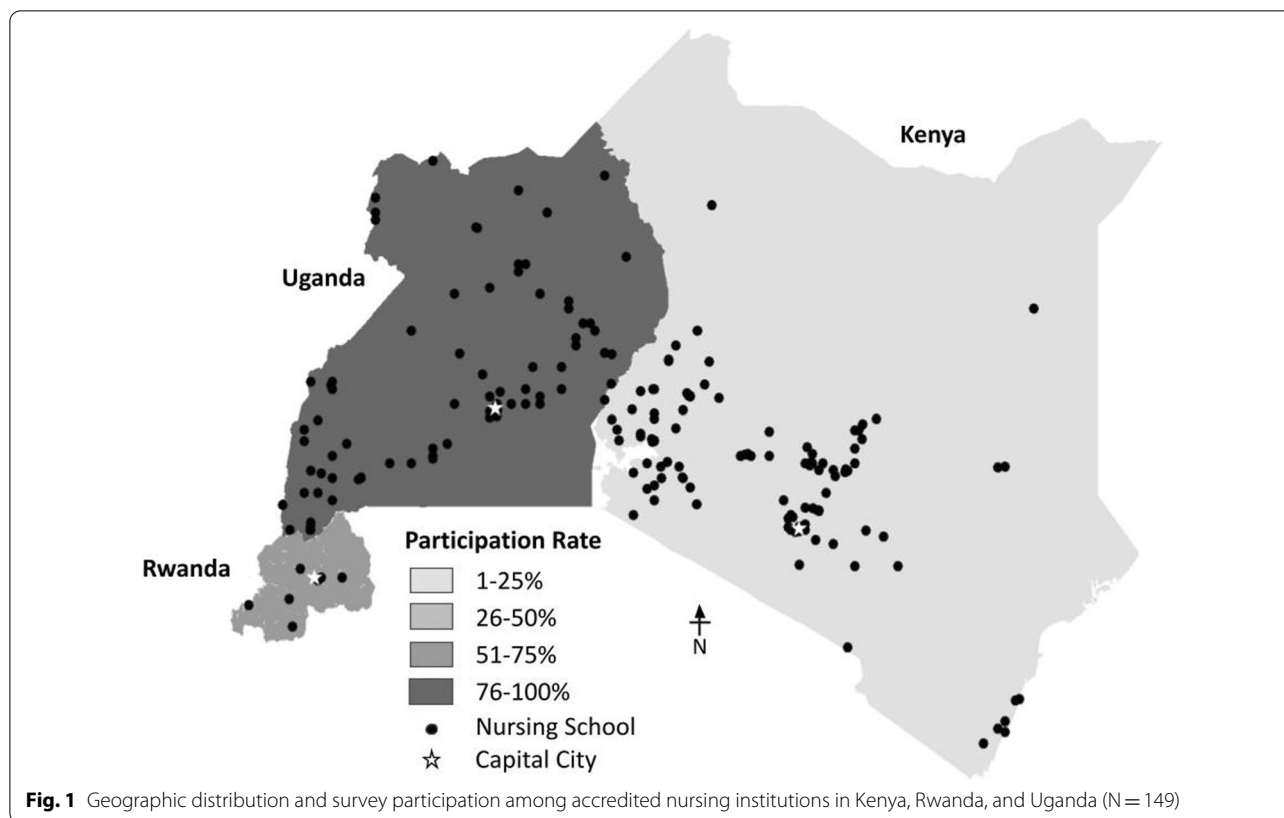 Kenya
Uganda
Rwanda
Participation Rate
1-25%
26-50%
51-75%
76-100%
Nursing School
Capital City
N
Fig. 1 Geographic distribution and survey participation among accredited nursing institutions in Kenya, Rwanda, and Uganda (N = 149)